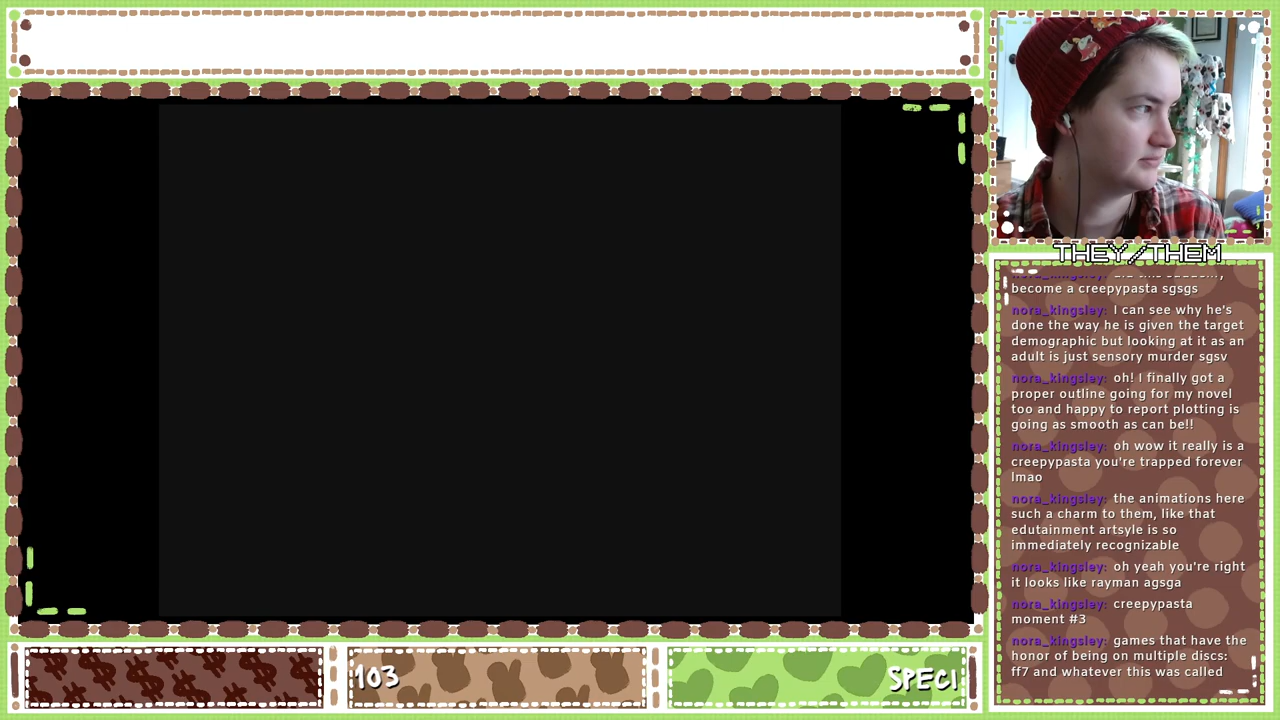 THEY/THEM
become a creepypasta sgsgs
nora_kingsley: I can see why he's
done the way he is given the target
demographic but looking at it as an
adult is just sensory murder sgsv
nora_kingsley: oh! I finally got a
proper outline going for my novel
too and happy to report plotting is
going as smooth as can be!!
nora_kingsley: oh wow it really is a
creepypasta you're trapped forever
lmao
nora_kingsley: the animations here
such a charm to them, like that
edutainment artsyle is so
immediately recognizable
nora_kingsley: oh yeah you're right
it looks like rayman agsga
nora_kingsley: creepypasta
moment #3
nora_kingsley: games that have the
honor of being on multiple discs:
ff7 and whatever this was called
103
SPECI